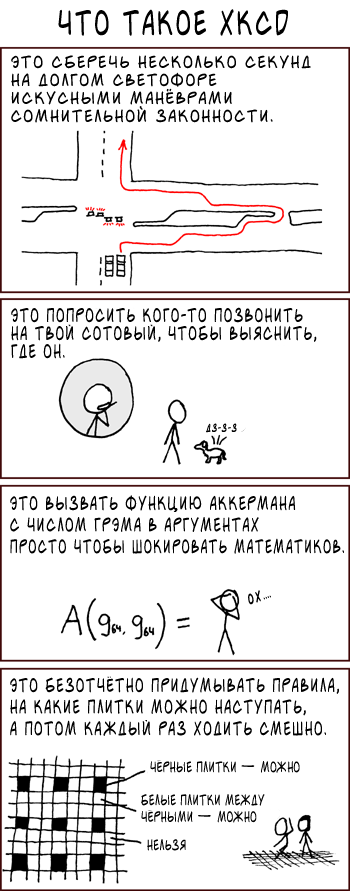 ЧТО ТАКОЕ XKCD
ЭТО СБЕРЕЧЬ НЕСКОЛЬКО СЕКУНД
НА ДОЛГОМ СВЕТОФОРЕ
ИСКУСНЫМИ МАНЁВРАМИ
СОМНИТЕЛЬНОЙ ЗАКОННОСТИ.
ЭТО ПОПРОСИТЬ КОГО-ТО ПОЗВОНИТЬ
НА ТВОЙ СОТОВЫЙ, ЧТОБЫ ВЫЯСНИТЬ,
ГДЕ ОН.
ДЗ-З-З
ЭТО ВЫЗВАТЬ ФУНКЦИЮ АККЕРМАНА
С ЧИСЛОМ ГРЭМА В АРГУМЕНТАХ
ПРОСТО ЧТОБЫ ШОКИРОВАТЬ МАТЕМАТИКОВ.
A(g₆₄, g₆₄) =
ОХ....
ЭТО БЕЗОТЧЁТНО ПРИДУМЫВАТЬ ПРАВИЛА,
НА КАКИЕ ПЛИТКИ МОЖНО НАСТУПАТЬ,
А ПОТОМ КАЖДЫЙ РАЗ ХОДИТЬ СМЕШНО.
ЧЕРНЫЕ ПЛИТКИ — МОЖНО
БЕЛЫЕ ПЛИТКИ МЕЖДУ
ЧЁРНЫМИ — МОЖНО
НЕЛЬЗЯ